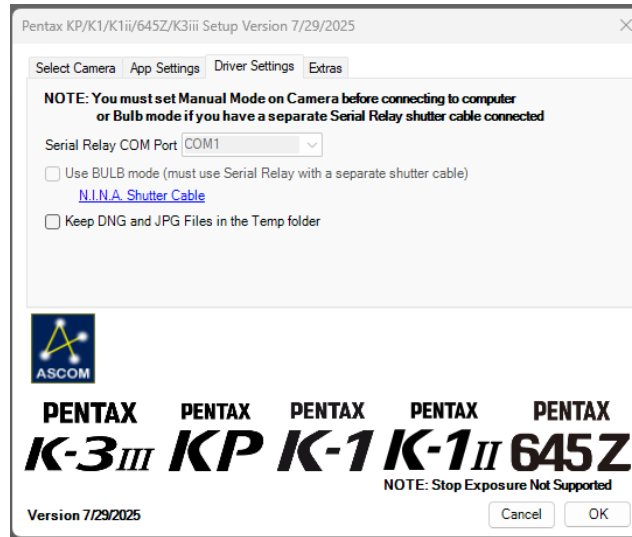 Pentax KP/K1/K1ii/645Z/K3iii Setup Version 7/29/2025
Select Camera App Settings Driver Settings Extras
NOTE: You must set Manual Mode on Camera before connecting to computer
or Bulb mode if you have a separate Serial Relay shutter cable connected
Serial Relay COM Port COM1
Use BULB mode (must use Serial Relay with a separate shutter cable)
N.I.N.A. Shutter Cable
Keep DNG and JPG Files in the Temp folder
ASCOM
PENTAX PENTAX PENTAX PENTAX PENTAX
K-3III KP K-1 K-1II 645Z
NOTE: Stop Exposure Not Supported
Version 7/29/2025 Cancel OK